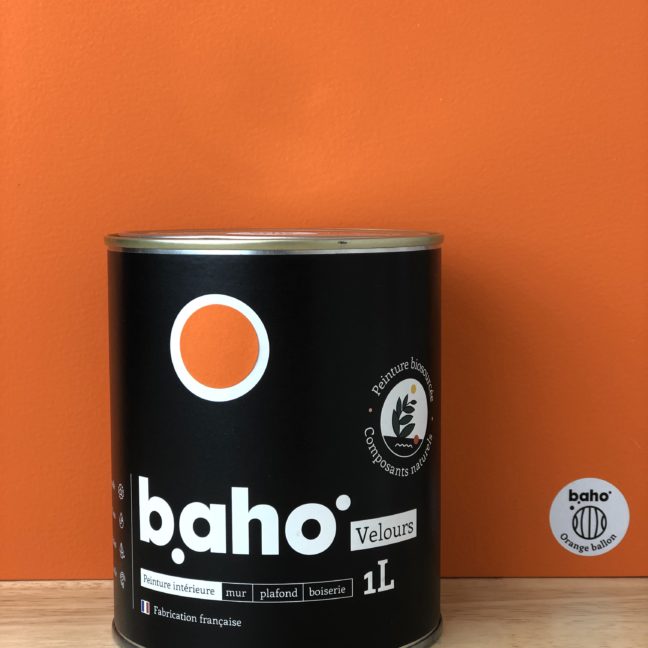 Peinture biosourcée
Composants naturels
baho
Velours
Peinture intérieure mur plafond boiserie
1L
Fabrication française
baho
Orange ballon